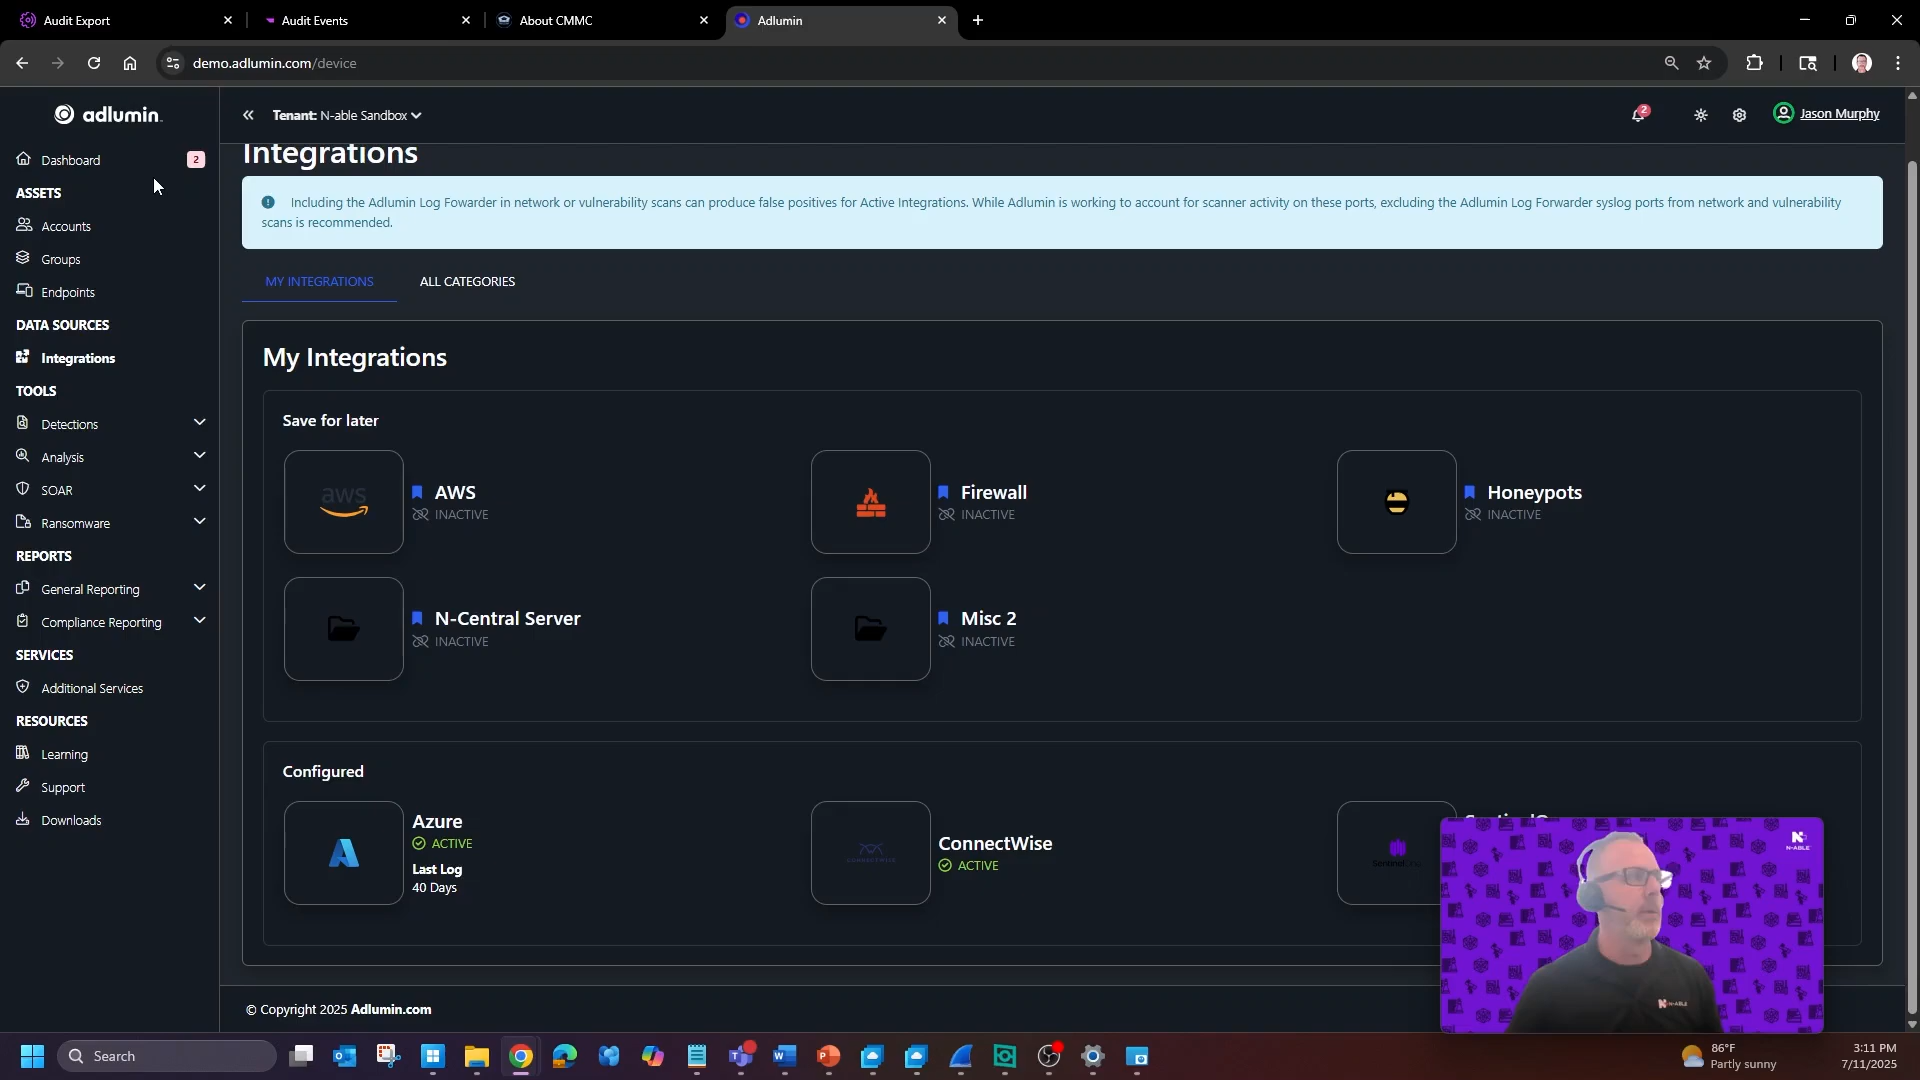 Audit Export
Audit Events
About CMMC
Adlumin
demo.adlumin.com/device
adlumin
Tenant: N-able Sandbox
2
Jason Murphy
Dashboard
2
ASSETS
Accounts
Groups
Endpoints
DATA SOURCES
Integrations
TOOLS
Detections
Analysis
SOAR
Ransomware
REPORTS
General Reporting
Compliance Reporting
SERVICES
Additional Services
RESOURCES
Learning
Support
Downloads
Integrations
Including the Adlumin Log Fowarder in network or vulnerability scans can produce false positives for Active Integrations. While Adlumin is working to account for scanner activity on these ports, excluding the Adlumin Log Forwarder syslog ports from network and vulnerability
scans is recommended.
MY INTEGRATIONS
ALL CATEGORIES
My Integrations
Save for later
aws
AWS
INACTIVE
Firewall
INACTIVE
Honeypots
INACTIVE
N-Central Server
INACTIVE
Misc 2
INACTIVE
Configured
Azure
ACTIVE
Last Log
40 Days
CONNECTWISE
ConnectWise
ACTIVE
N-ABLE
N-ABLE
© Copyright 2025 Adlumin.com
Search
86°F
Partly sunny
3:11 PM
7/11/2025